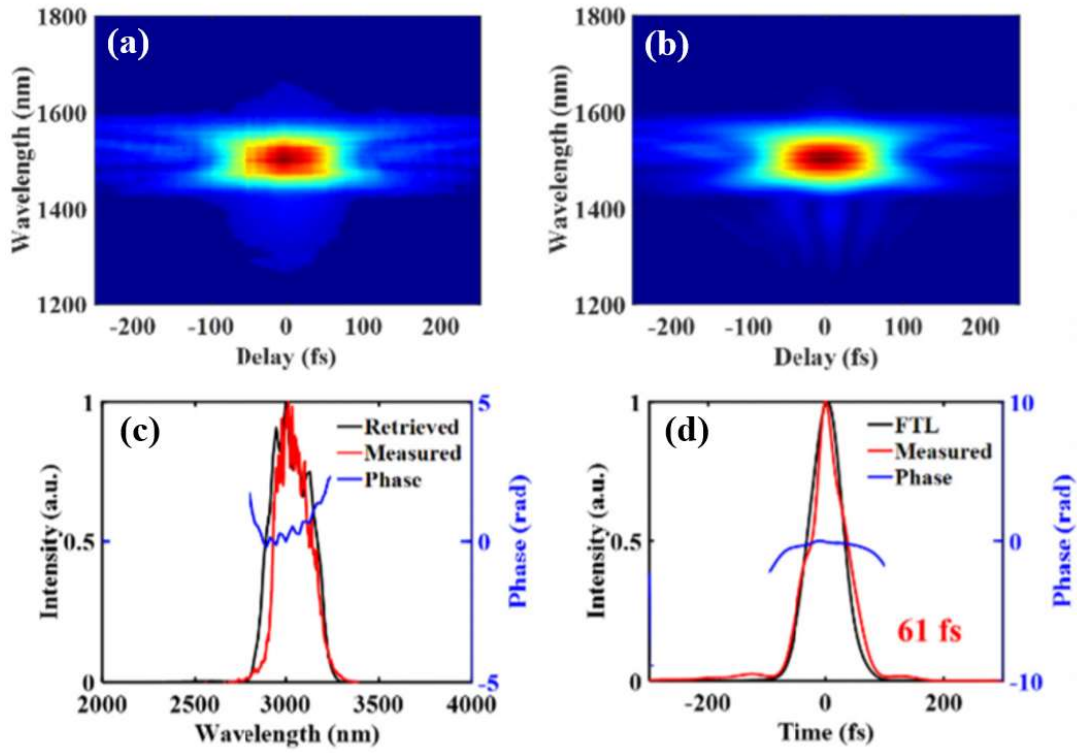 (a)
1800
1600
1400
1200
Wavelength (nm)
-200 -100 0 100 200
Delay (fs)
(b)
1800
1600
1400
1200
Wavelength (nm)
-200 -100 0 100 200
Delay (fs)
(c)
1
0.5
0
Intensity (a.u.)
Retrieved
Measured
Phase
5
0
-5
Phase (rad)
2000 2500 3000 3500 4000
Wavelength (nm)
(d)
1
0.5
0
Intensity (a.u.)
FTL
Measured
Phase
61 fs
10
0
-10
Phase (rad)
-200 0 200
Time (fs)